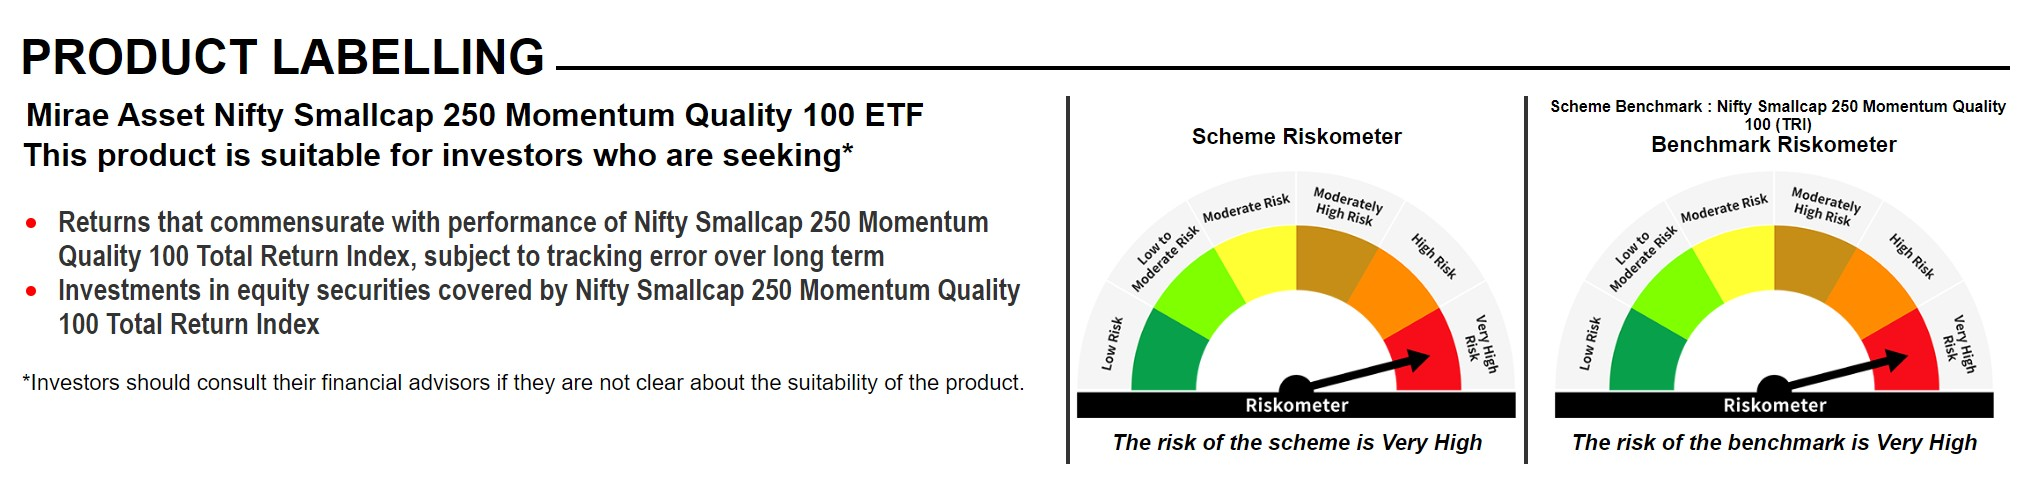 PRODUCT LABELLING
Mirae Asset Nifty Smallcap 250 Momentum Quality 100 ETF
This product is suitable for investors who are seeking*
Returns that commensurate with performance of Nifty Smallcap 250 Momentum
Quality 100 Total Return Index, subject to tracking error over long term
Investments in equity securities covered by Nifty Smallcap 250 Momentum Quality
100 Total Return Index
*Investors should consult their financial advisors if they are not clear about the suitability of the product.
Scheme Riskometer
Low Risk
Low to
Moderate Risk
Moderate Risk
Moderately
High Risk
High Risk
Very High
Risk
Riskometer
The risk of the scheme is Very High
Scheme Benchmark : Nifty Smallcap 250 Momentum Quality
100 (TRI)
Benchmark Riskometer
Low Risk
Low to
Moderate Risk
Moderate Risk
Moderately
High Risk
High Risk
Very High
Risk
Riskometer
The risk of the benchmark is Very High